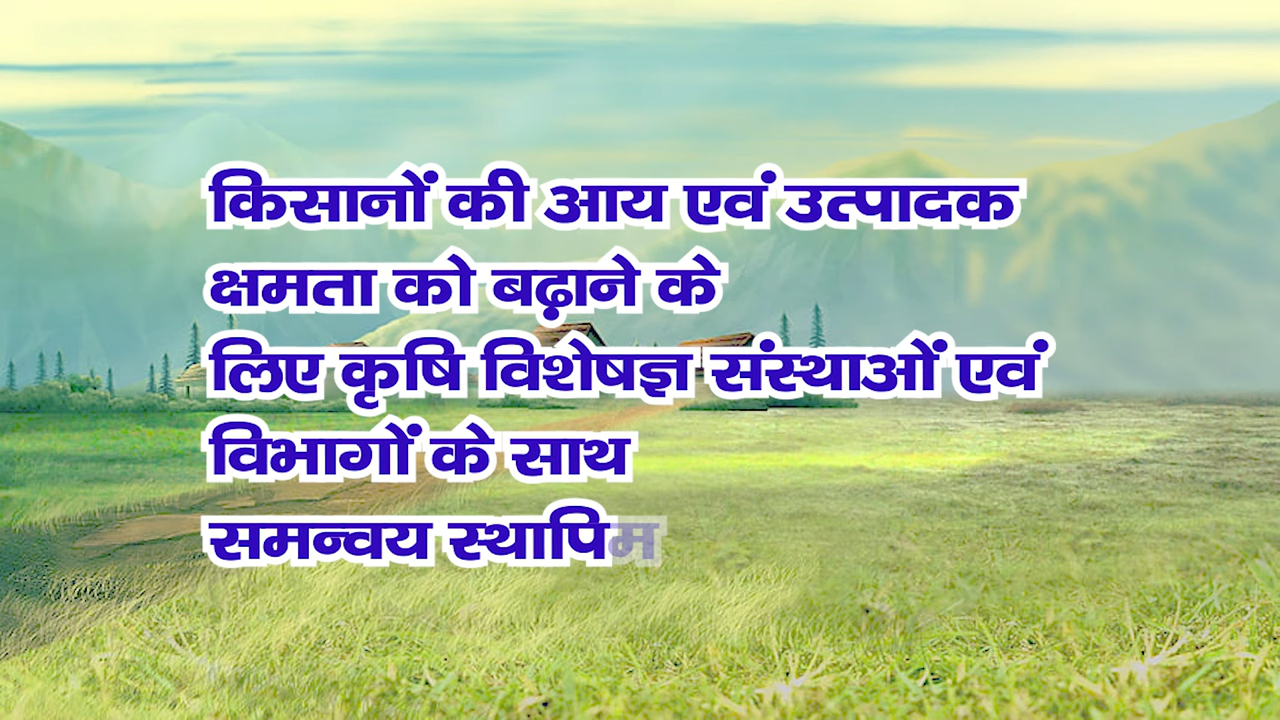 किसानों की आय एवं उत्पादक
क्षमता को बढ़ाने के
लिए कृषि विशेषज्ञ संस्थाओं एवं
विभागों के साथ
समन्वय स्थापिम